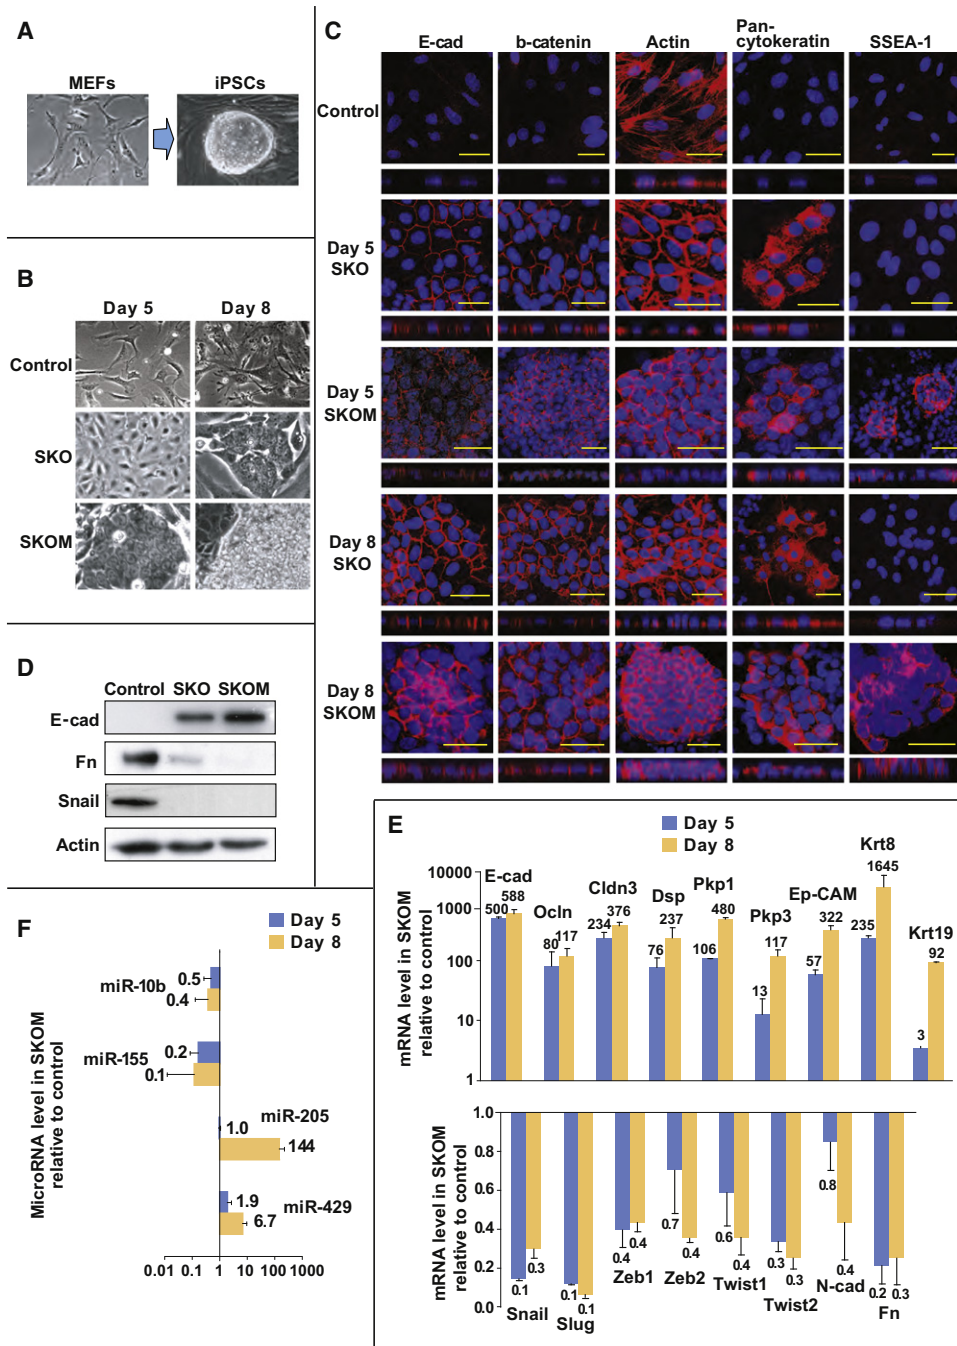 A
MEFs
iPSCs
B
Day 5
Day 8
Control
SKO
SKOM
C
E-cad
b-catenin
Actin
Pan-
cytokeratin
SSEA-1
Control
Day 5
SKO
Day 5
SKOM
Day 8
SKO
Day 8
SKOM
D
Control SKO SKOM
E-cad
Fn
Snail
Actin
E
Day 5
Day 8
mRNA level in SKOM
relative to control
10000
1000
100
10
1
E-cad
500
588
Ocln
80
117
Cldn3
234
376
Dsp
76
237
Pkp1
106
480
Pkp3
13
117
Ep-CAM
57
322
Krt8
235
1645
Krt19
3
92
mRNA level in SKOM
relative to control
1.0
0.8
0.6
0.4
0.2
0.0
0.1
0.3
Snail
0.1
0.1
Slug
0.4
0.4
Zeb1
0.7
0.4
Zeb2
0.6
0.4
Twist1
0.3
0.3
Twist2
0.8
0.4
N-cad
0.2
0.3
Fn
F
Day 5
Day 8
MicroRNA level in SKOM
relative to control
miR-10b
0.5
0.4
miR-155
0.2
0.1
miR-205
1.0
144
miR-429
1.9
6.7
0.01 0.1 1 10 100 1000